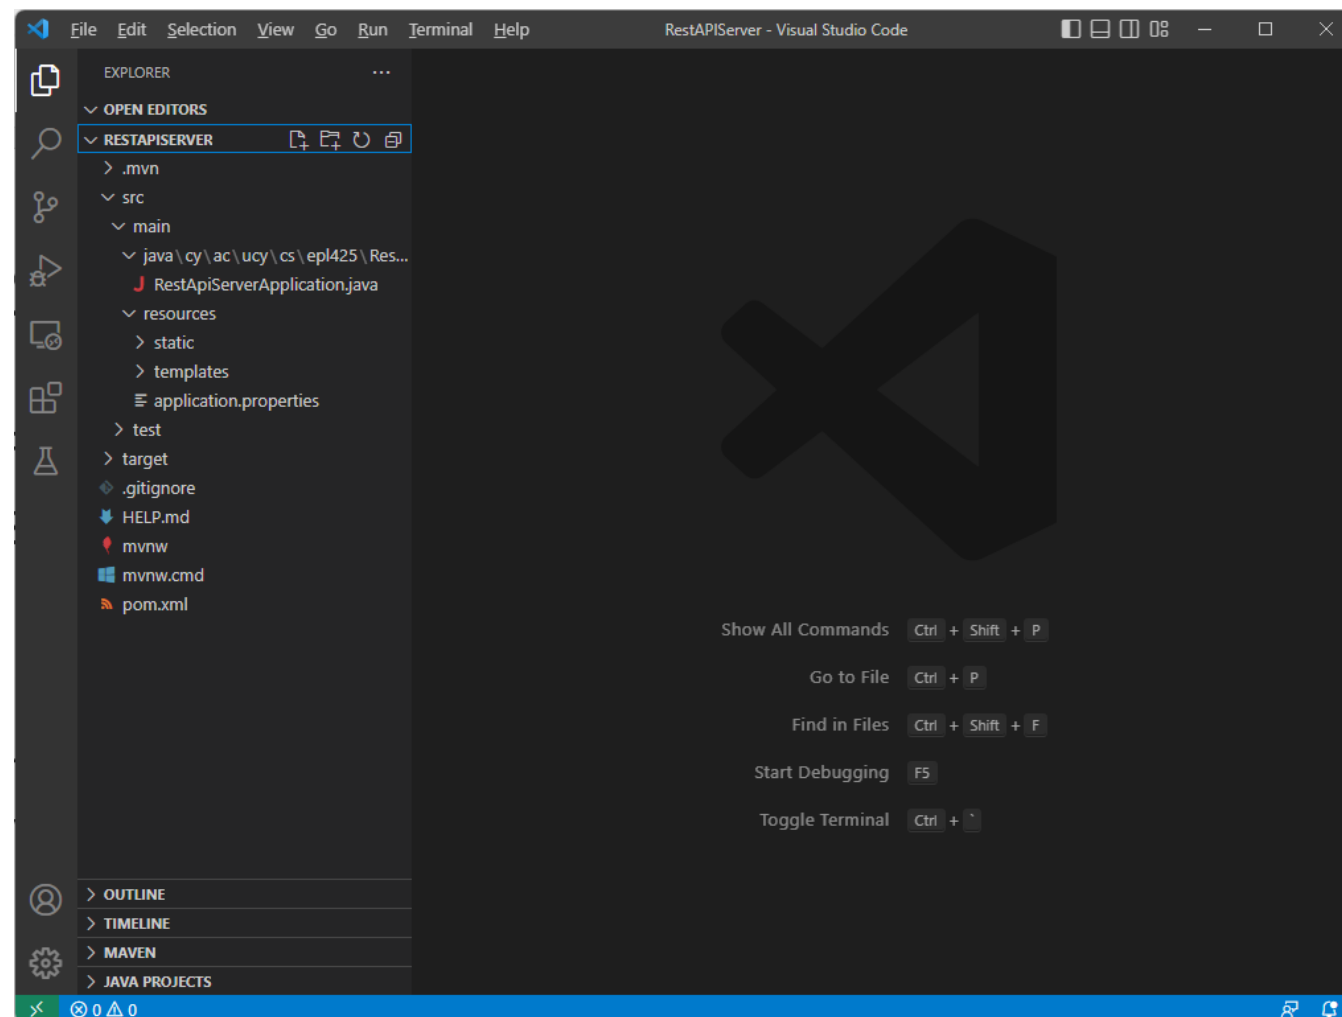 File Edit Selection View Go Run Terminal Help RestAPIServer - Visual Studio Code
EXPLORER
OPEN EDITORS
RESTAPISERVER
.mvn
src
main
java\cy\ac\ucy\cs\epl425\Res...
J RestApiServerApplication.java
resources
static
templates
application.properties
test
target
.gitignore
HELP.md
mvnw
mvnw.cmd
pom.xml
Show All Commands Ctrl + Shift + P
Go to File Ctrl + P
Find in Files Ctrl + Shift + F
Start Debugging F5
Toggle Terminal Ctrl + `
OUTLINE
TIMELINE
MAVEN
JAVA PROJECTS
0 0